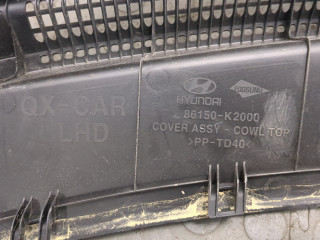 QX-CAR
LHD
HYUNDAI
86150-K2000
COVER ASSY-COWL TOP
>PP-TD40<